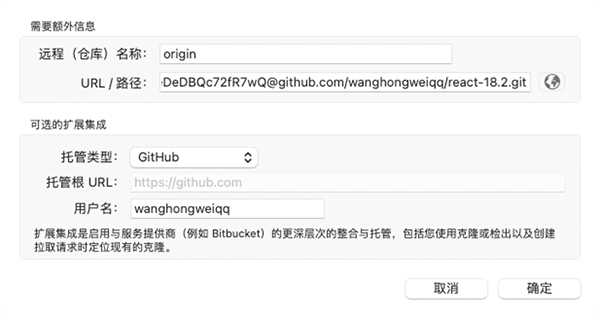 需要额外信息
远程（仓库）名称： origin
URL / 路径： DeDBQc72fR7wQ@github.com/wanghongweiqq/react-18.2.git
可选的扩展集成
托管类型： GitHub
托管根 URL： https://github.com
用户名： wanghongweiqq
扩展集成是启用与服务提供商（例如 Bitbucket）的更深层次的整合与托管，包括您使用克隆或检出以及创建
拉取请求时定位现有的克隆。
取消 确定